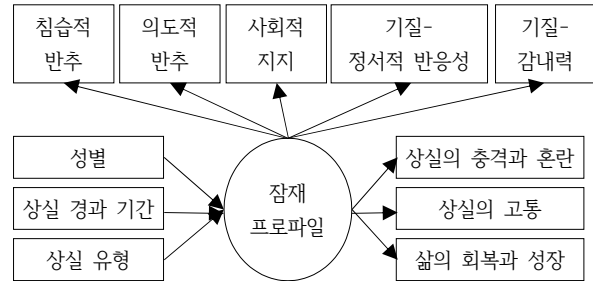 침습적
반추
의도적
반추
사회적
지지
기질-
정서적 반응성
기질-
감내력
성별
상실 경과 기간
상실 유형
잠재
프로파일
상실의 충격과 혼란
상실의 고통
삶의 회복과 성장